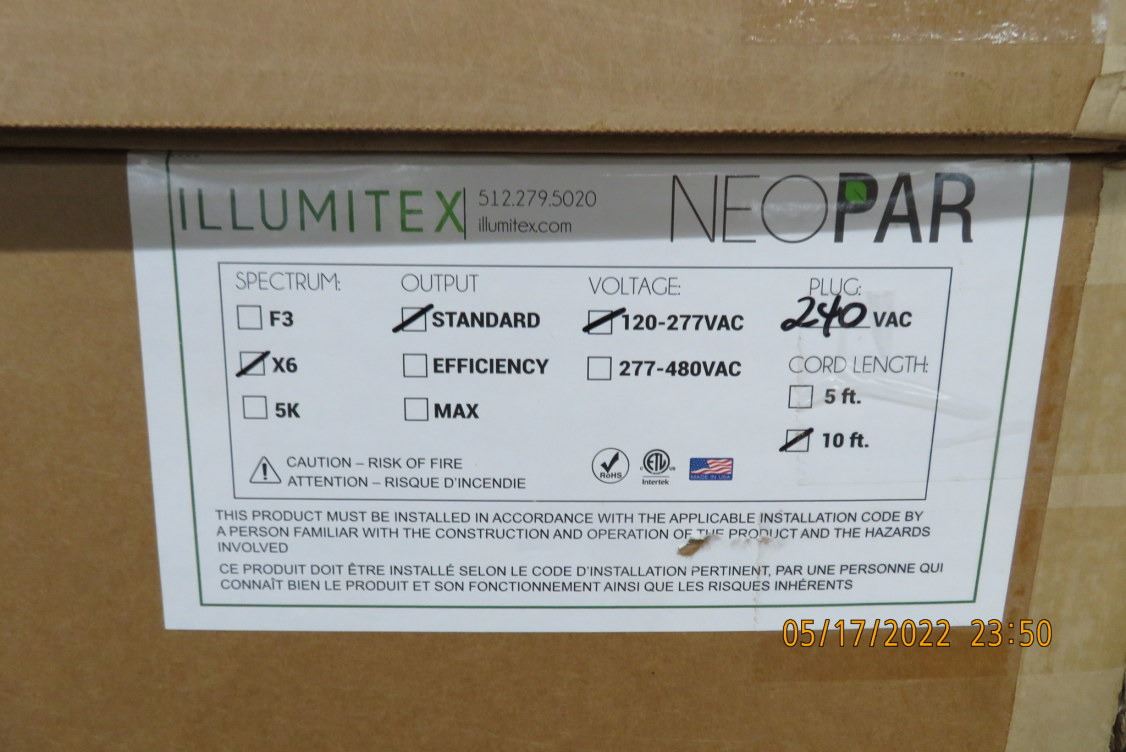 ILLUMITEX 512.279.5020
illumitex.com
NEOPAR
SPECTRUM:
F3
X6
5K
OUTPUT
STANDARD
EFFICIENCY
MAX
VOLTAGE:
120-277VAC
277-480VAC
PLUG:
240 VAC
CORD LENGTH:
5 ft.
10 ft.
CAUTION – RISK OF FIRE
ATTENTION – RISQUE D'INCENDIE
RoHS
ETL
Intertek
MADE IN USA
THIS PRODUCT MUST BE INSTALLED IN ACCORDANCE WITH THE APPLICABLE INSTALLATION CODE BY
A PERSON FAMILIAR WITH THE CONSTRUCTION AND OPERATION OF THE PRODUCT AND THE HAZARDS
INVOLVED
CE PRODUIT DOIT ÊTRE INSTALLÉ SELON LE CODE D'INSTALLATION PERTINENT, PAR UNE PERSONNE QUI
CONNAÎT BIEN LE PRODUIT ET SON FONCTIONNEMENT AINSI QUE LES RISQUES INHÉRENTS
05/17/2022 23:50